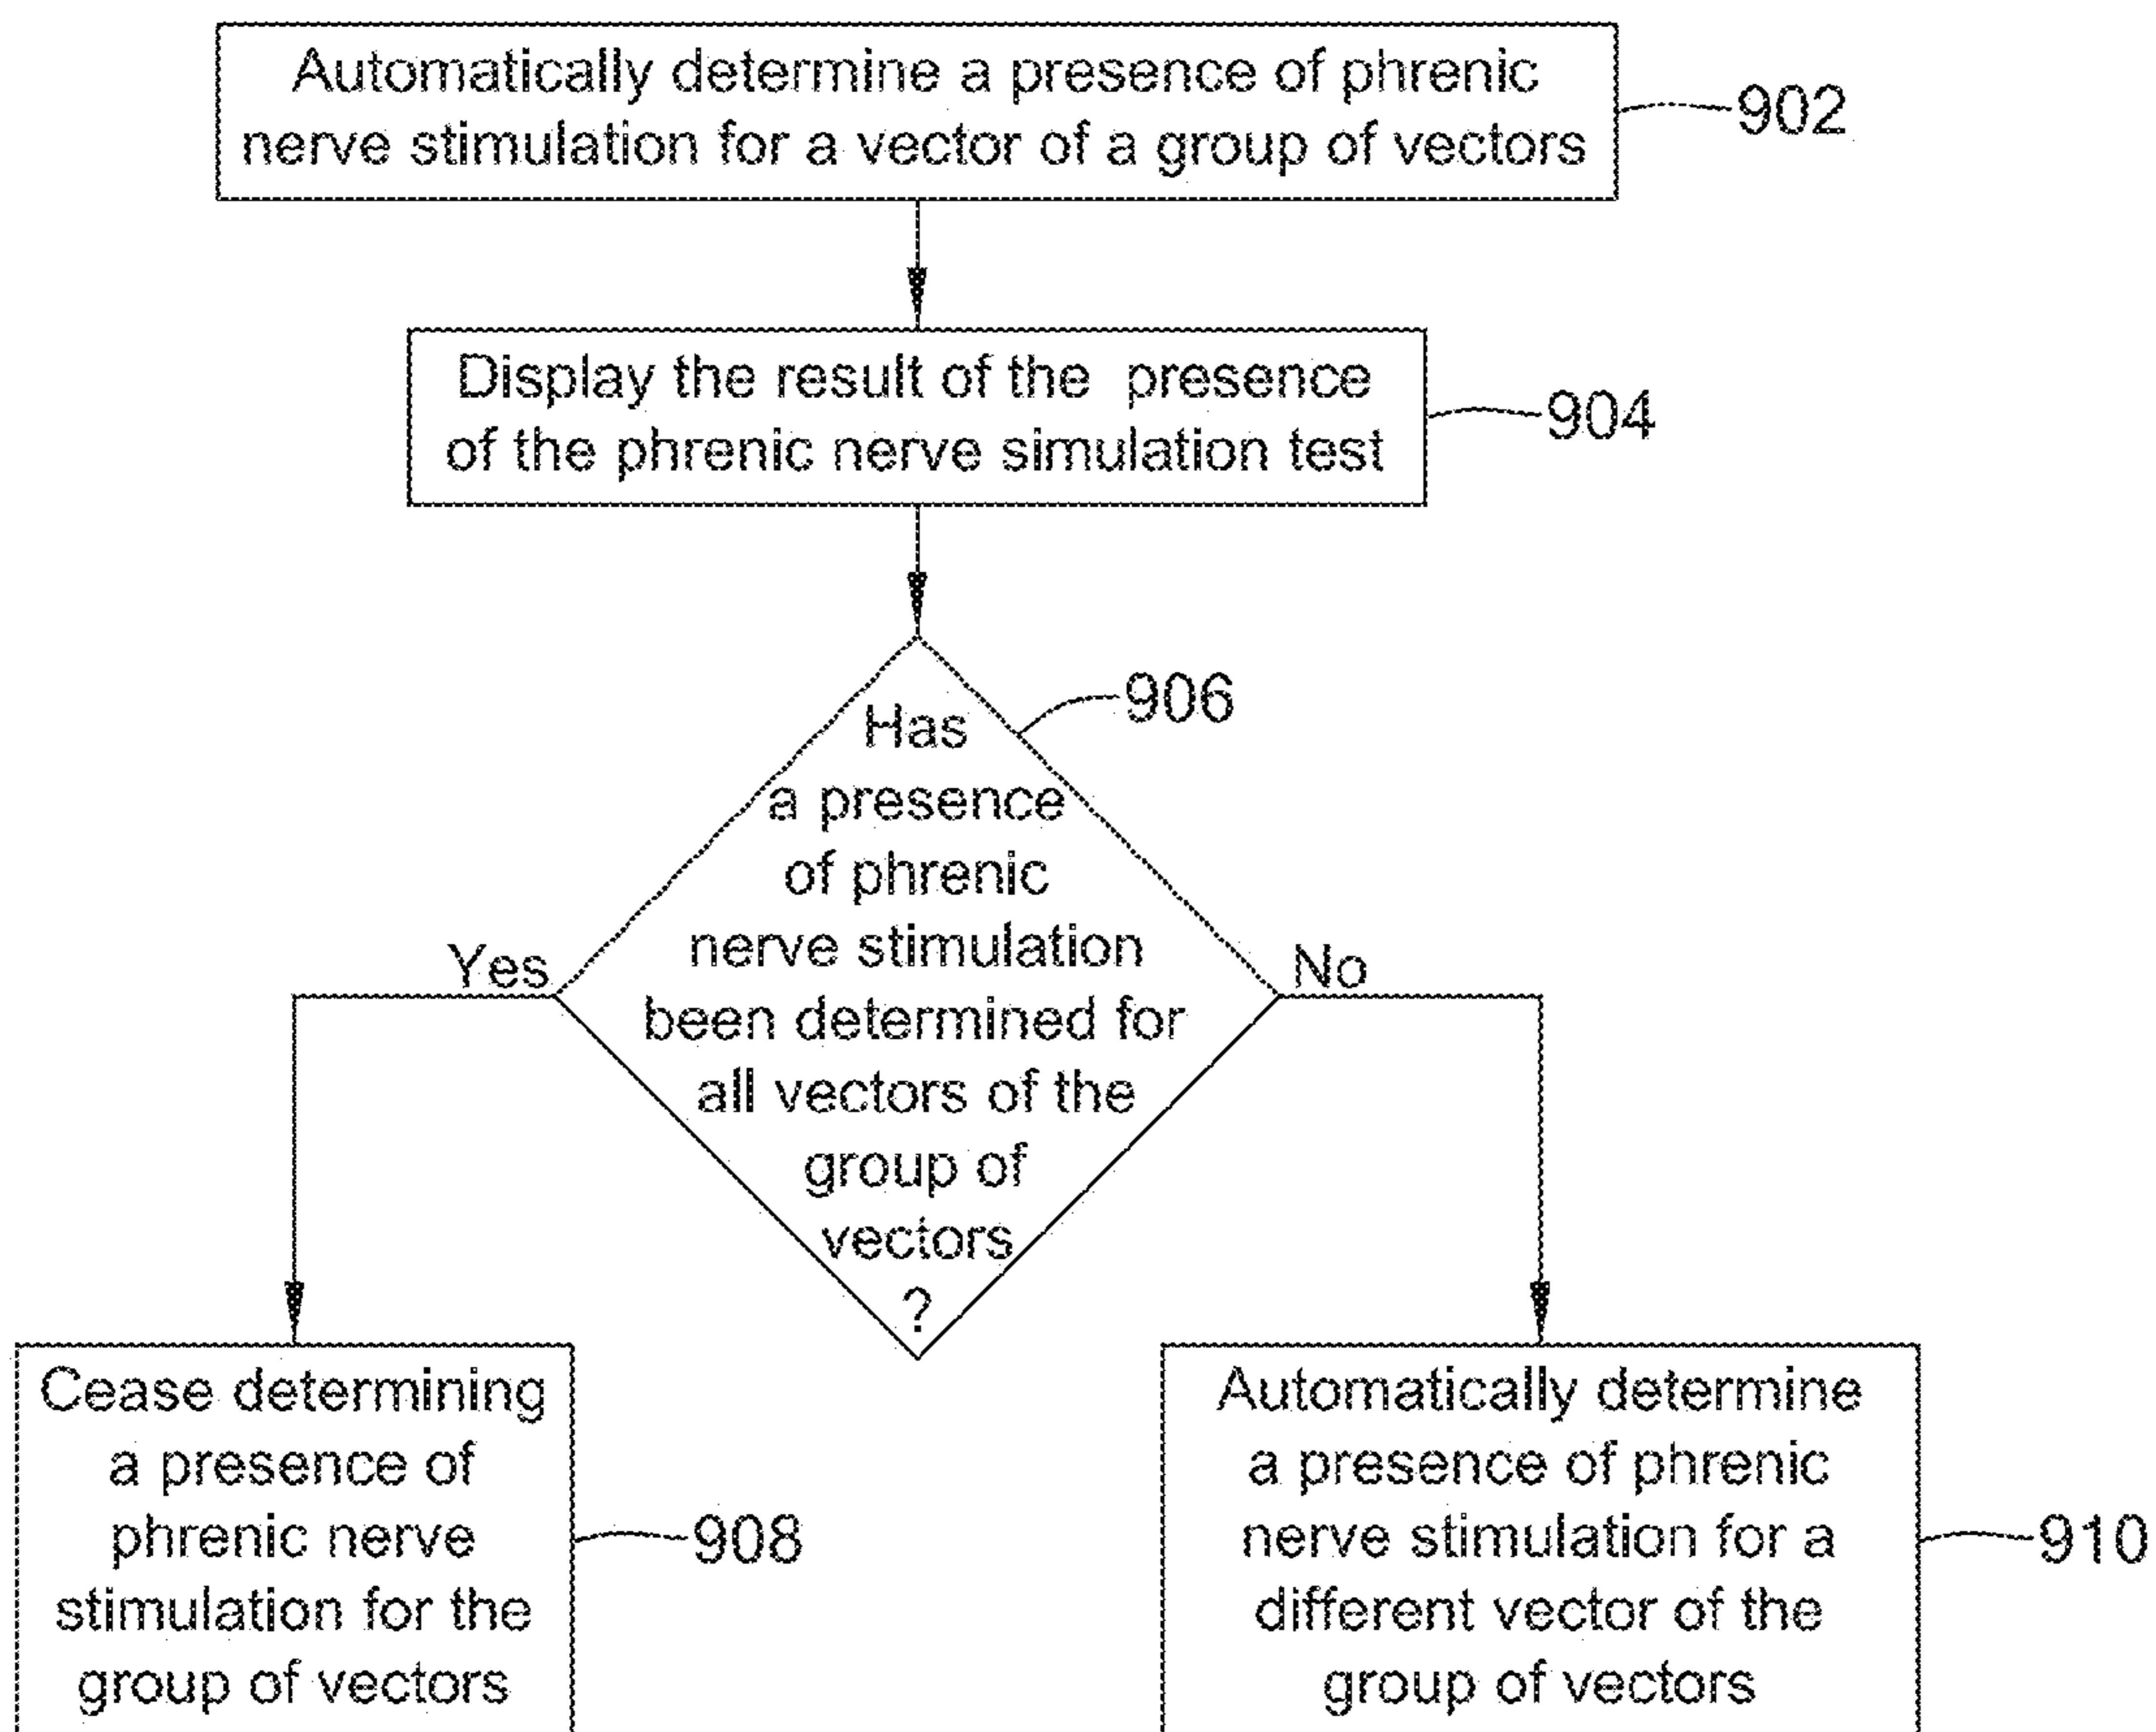 Automatically determine a presence of phrenic
nerve stimulation for a vector of a group of vectors
902
Display the result of the presence
of the phrenic nerve simulation test
904
906
Has
a presence
of phrenic
nerve stimulation
been determined for
all vectors of the
group of
vectors
?
Yes
No
Cease determining
a presence of
phrenic nerve
stimulation for the
group of vectors
908
Automatically determine
a presence of phrenic
nerve stimulation for a
different vector of the
group of vectors
910